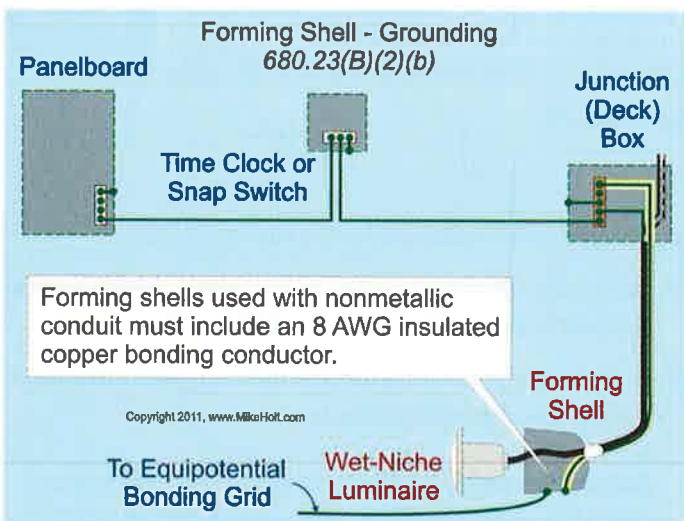 Forming Shell - Grounding
680.23(B)(2)(b)
Panelboard
Junction
(Deck)
Box
Time Clock or
Snap Switch
Forming shells used with nonmetallic
conduit must include an 8 AWG insulated
copper bonding conductor.
Copyright 2011, www.MikeHolt.com
Forming
Shell
To Equipotential
Bonding Grid
Wet-Niche
Luminaire